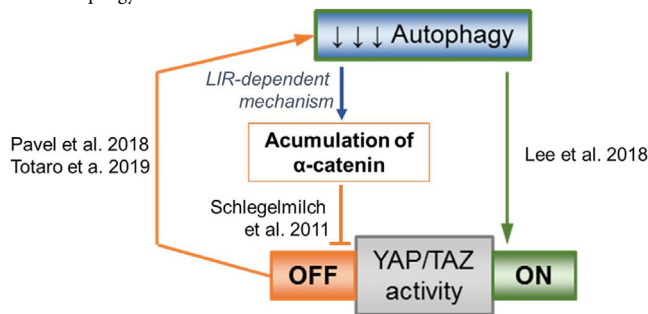 ↓ ↓ ↓ Autophagy
LIR-dependent
mechanism
Pavel et al. 2018
Totaro et a. 2019
Acumulation of
α-catenin
Lee et al. 2018
Schlegelmilch
et al. 2011
OFF
YAP/TAZ
activity
ON